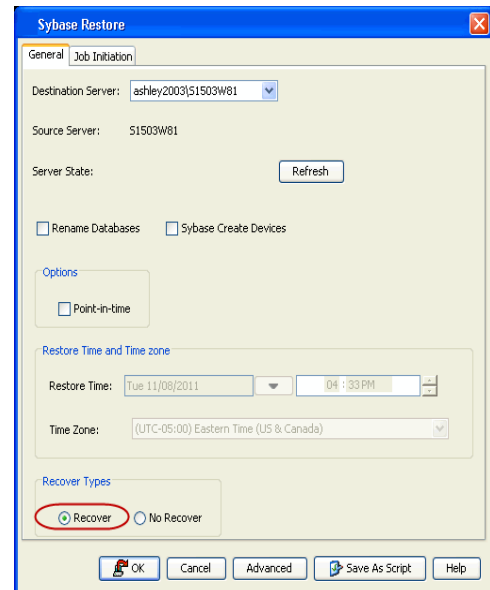 Sybase Restore
General Job Initiation
Destination Server: ashley2003\S1503W81
Source Server: S1503W81
Server State: Refresh
Rename Databases Sybase Create Devices
Options
Point-in-time
Restore Time and Time zone
Restore Time: Tue 11/08/2011 04 : 33 PM
Time Zone: (UTC-05:00) Eastern Time (US & Canada)
Recover Types
Recover No Recover
OK Cancel Advanced Save As Script Help